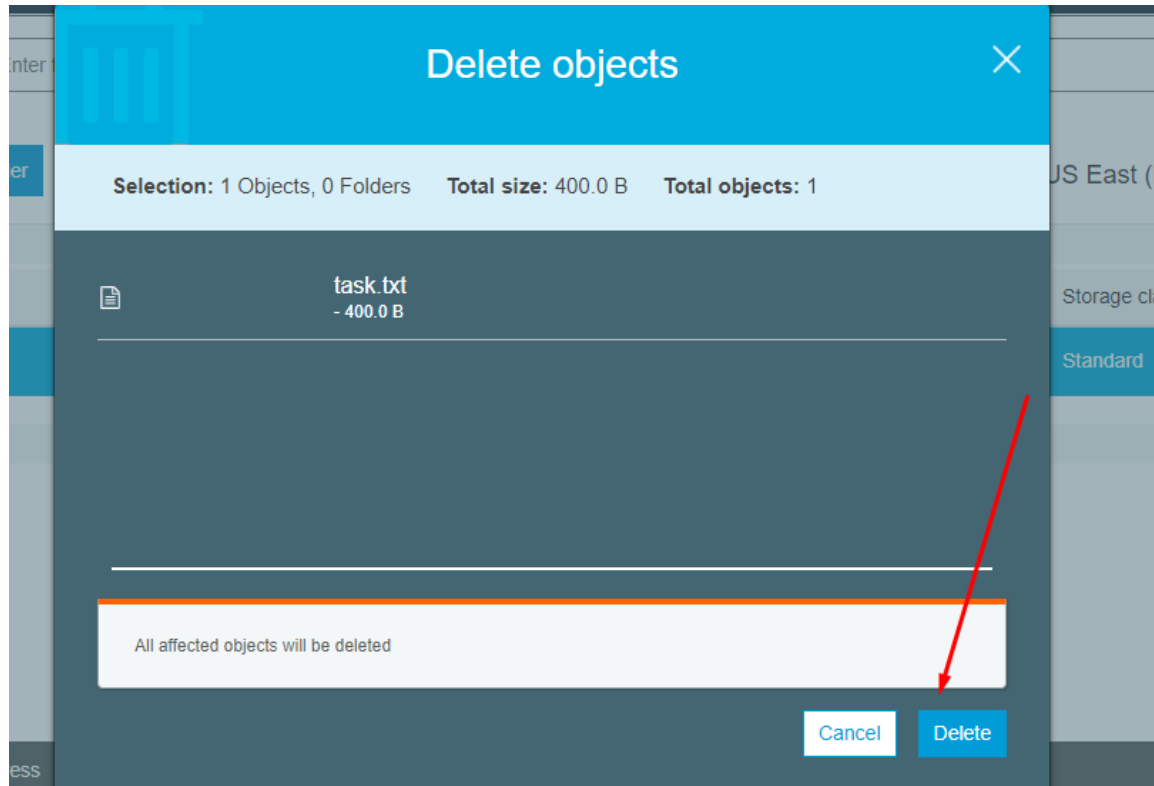 Delete objects
Selection: 1 Objects, 0 Folders Total size: 400.0 B Total objects: 1
US East (
task.txt
- 400.0 B
Storage
Standard
All affected objects will be deleted
Cancel Delete